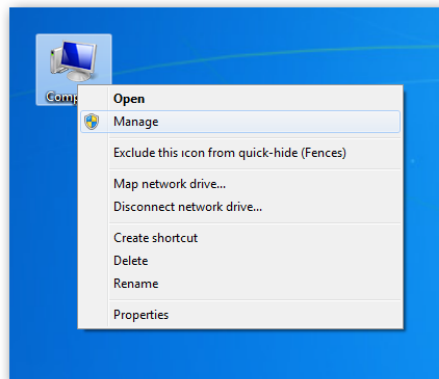 Open
Manage
Exclude this icon from quick-hide (Fences)
Map network drive...
Disconnect network drive...
Create shortcut
Delete
Rename
Properties